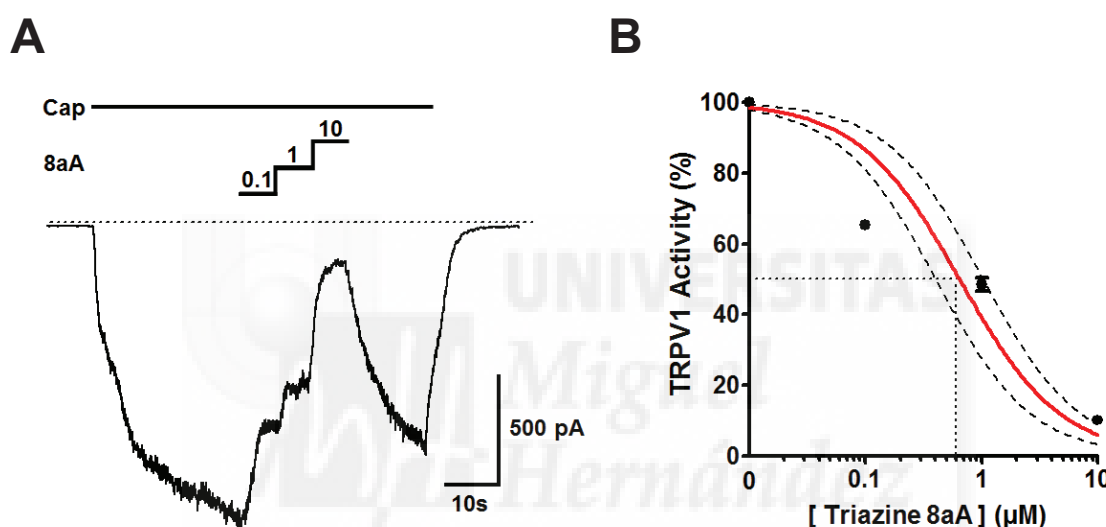 A
Cap
8aA
0.1
1
10
500 pA
10s
B
TRPV1 Activity (%)
100
80
60
40
20
0
0
0.1
1
10
[ Triazine 8aA ] (µM)
UNIVERSITAS
Miguel
Hernández